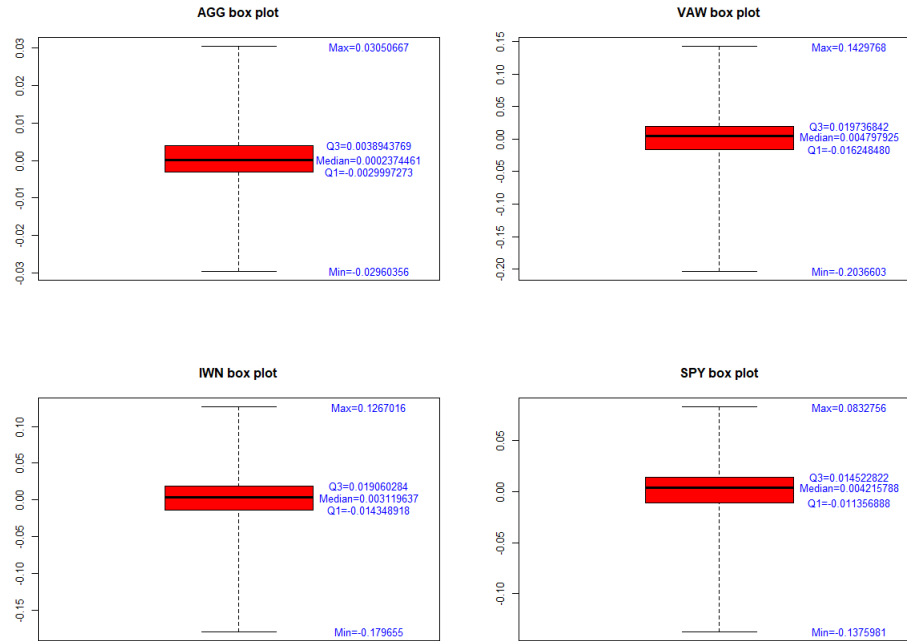 AGG box plot
0.03
0.02
0.01
0.00
-0.01
-0.02
-0.03
Max=0.03050667
Q3=0.0038943769
Median=0.0002374461
Q1=-0.0029997273
Min=-0.02960356
VAW box plot
0.15
0.10
0.05
0.00
-0.05
-0.10
-0.15
-0.20
Max=0.1429768
Q3=0.019736842
Median=0.004797925
Q1=-0.016248480
Min=-0.2036603
IWN box plot
0.10
0.05
0.00
-0.05
-0.10
-0.15
Max=0.1267016
Q3=0.019060284
Median=0.003119637
Q1=-0.014348918
Min=-0.179655
SPY box plot
0.05
0.00
-0.05
-0.10
Max=0.0832756
Q3=0.014522822
Median=0.004215788
Q1=-0.011356888
Min=-0.1375981